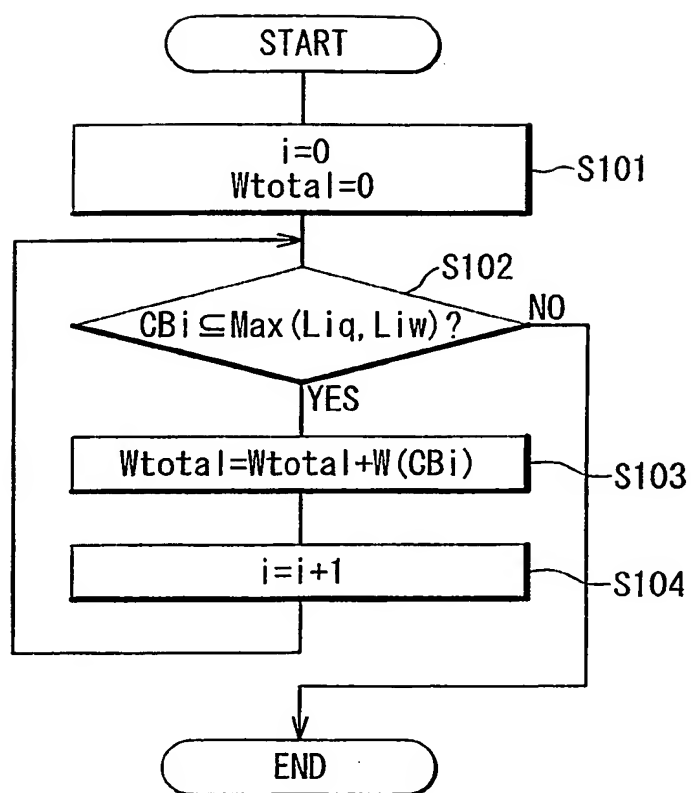 START
i=0
Wtotal=0
S101
S102
CBi⊆Max(Liq,Liw)?
NO
YES
Wtotal=Wtotal+W(CBi)
S103
i=i+1
S104
END